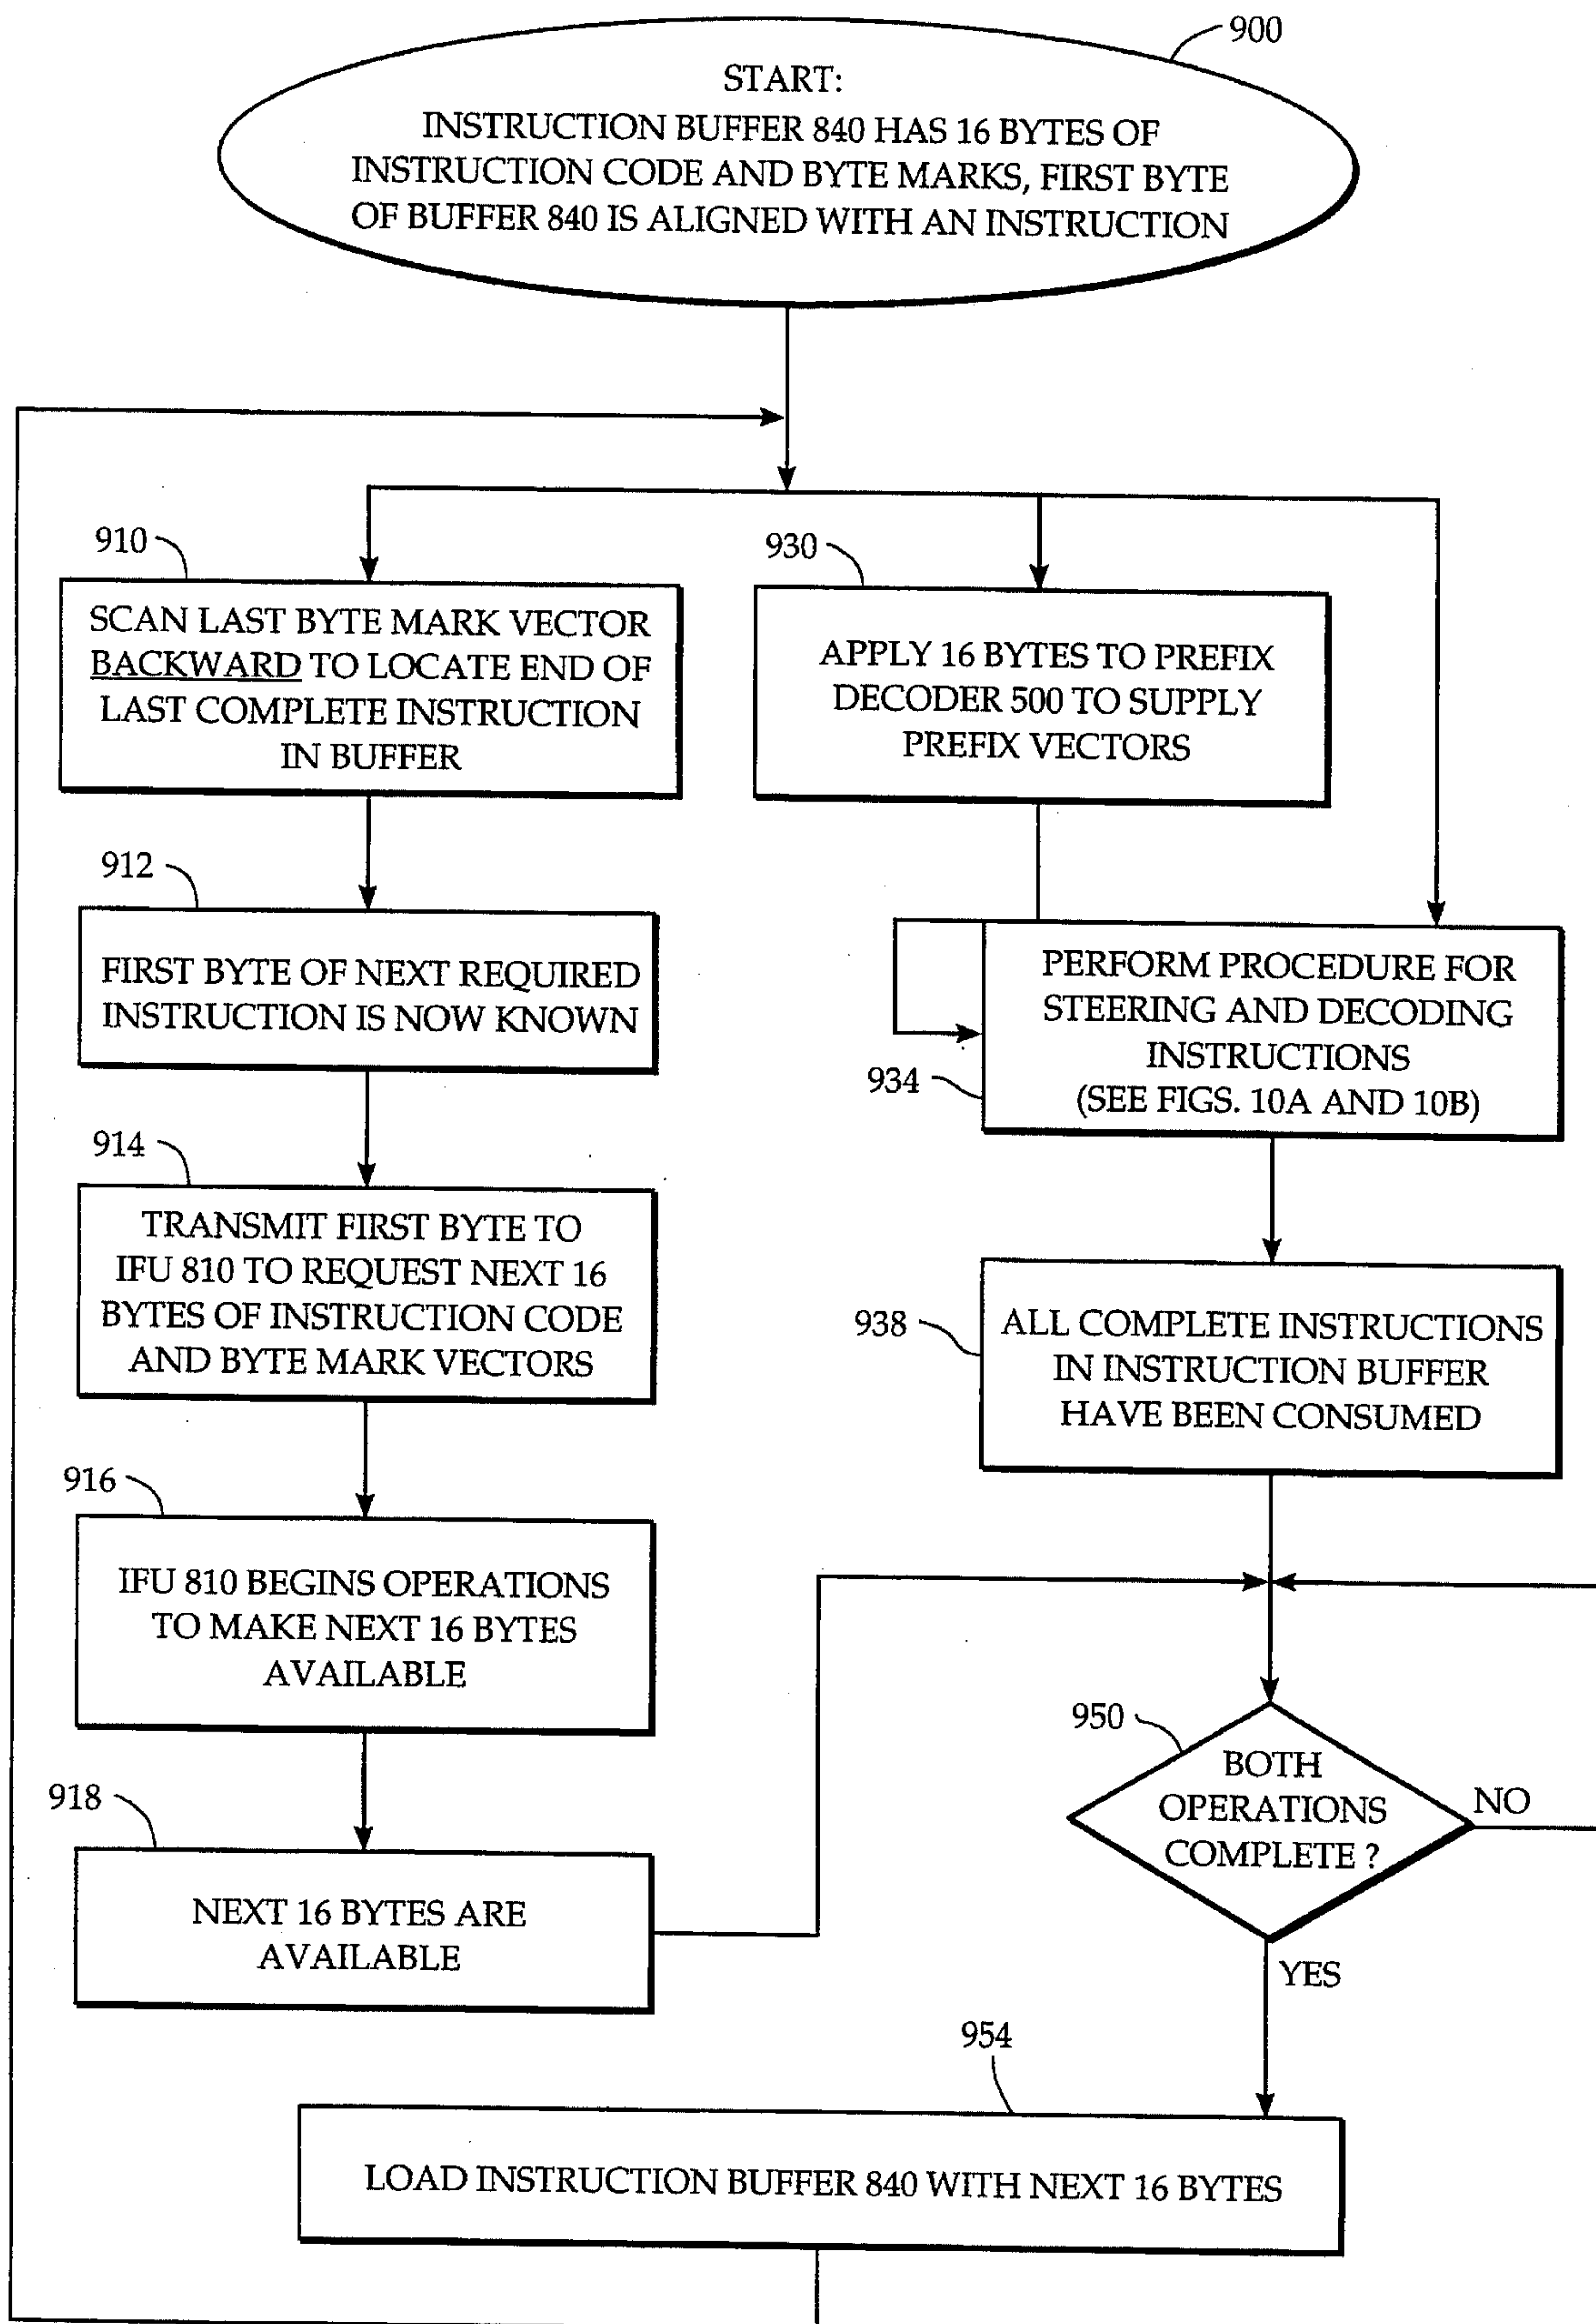 900
START:
INSTRUCTION BUFFER 840 HAS 16 BYTES OF
INSTRUCTION CODE AND BYTE MARKS, FIRST BYTE
OF BUFFER 840 IS ALIGNED WITH AN INSTRUCTION
910
SCAN LAST BYTE MARK VECTOR
BACKWARD TO LOCATE END OF
LAST COMPLETE INSTRUCTION
IN BUFFER
930
APPLY 16 BYTES TO PREFIX
DECODER 500 TO SUPPLY
PREFIX VECTORS
912
FIRST BYTE OF NEXT REQUIRED
INSTRUCTION IS NOW KNOWN
934
PERFORM PROCEDURE FOR
STEERING AND DECODING
INSTRUCTIONS
(SEE FIGS. 10A AND 10B)
914
TRANSMIT FIRST BYTE TO
IFU 810 TO REQUEST NEXT 16
BYTES OF INSTRUCTION CODE
AND BYTE MARK VECTORS
938
ALL COMPLETE INSTRUCTIONS
IN INSTRUCTION BUFFER
HAVE BEEN CONSUMED
916
IFU 810 BEGINS OPERATIONS
TO MAKE NEXT 16 BYTES
AVAILABLE
918
NEXT 16 BYTES ARE
AVAILABLE
950
BOTH
OPERATIONS
COMPLETE ?
NO
YES
954
LOAD INSTRUCTION BUFFER 840 WITH NEXT 16 BYTES